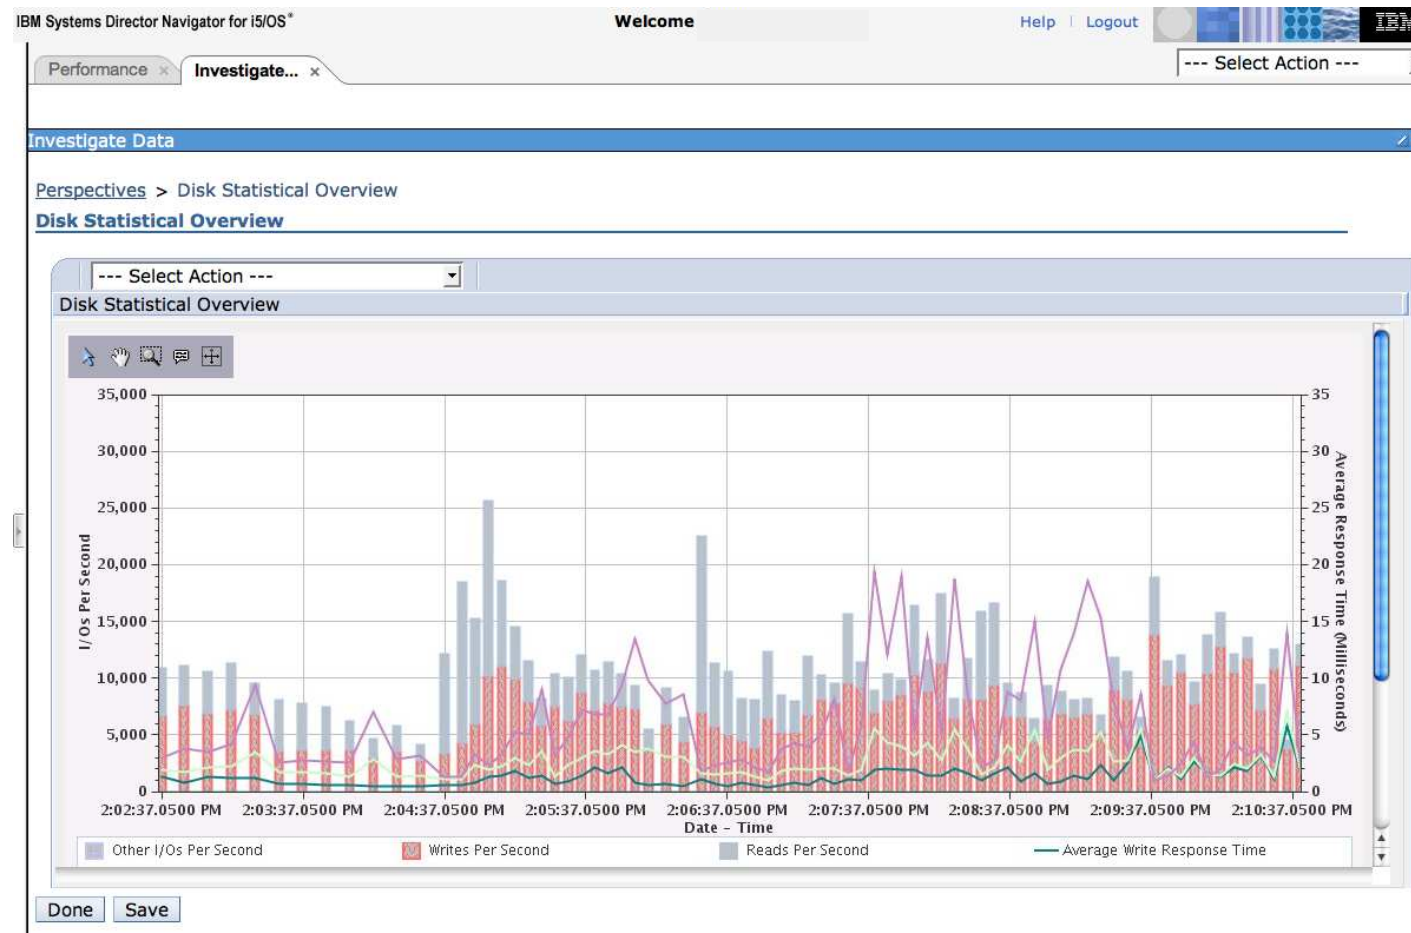 IBM Systems Director Navigator for i5/OS®
Welcome
Help Logout
IBM
Performance × Investigate... ×
--- Select Action ---
Investigate Data
Perspectives > Disk Statistical Overview
Disk Statistical Overview
--- Select Action ---
Disk Statistical Overview
35,000
30,000
25,000
20,000
15,000
10,000
5,000
0
I/Os Per Second
35
30
25
20
15
10
5
0
Average Response Time (Milliseconds)
2:02:37.0500 PM 2:03:37.0500 PM 2:04:37.0500 PM 2:05:37.0500 PM 2:06:37.0500 PM 2:07:37.0500 PM 2:08:37.0500 PM 2:09:37.0500 PM 2:10:37.0500 PM
Date - Time
Other I/Os Per Second Writes Per Second Reads Per Second Average Write Response Time
Done Save